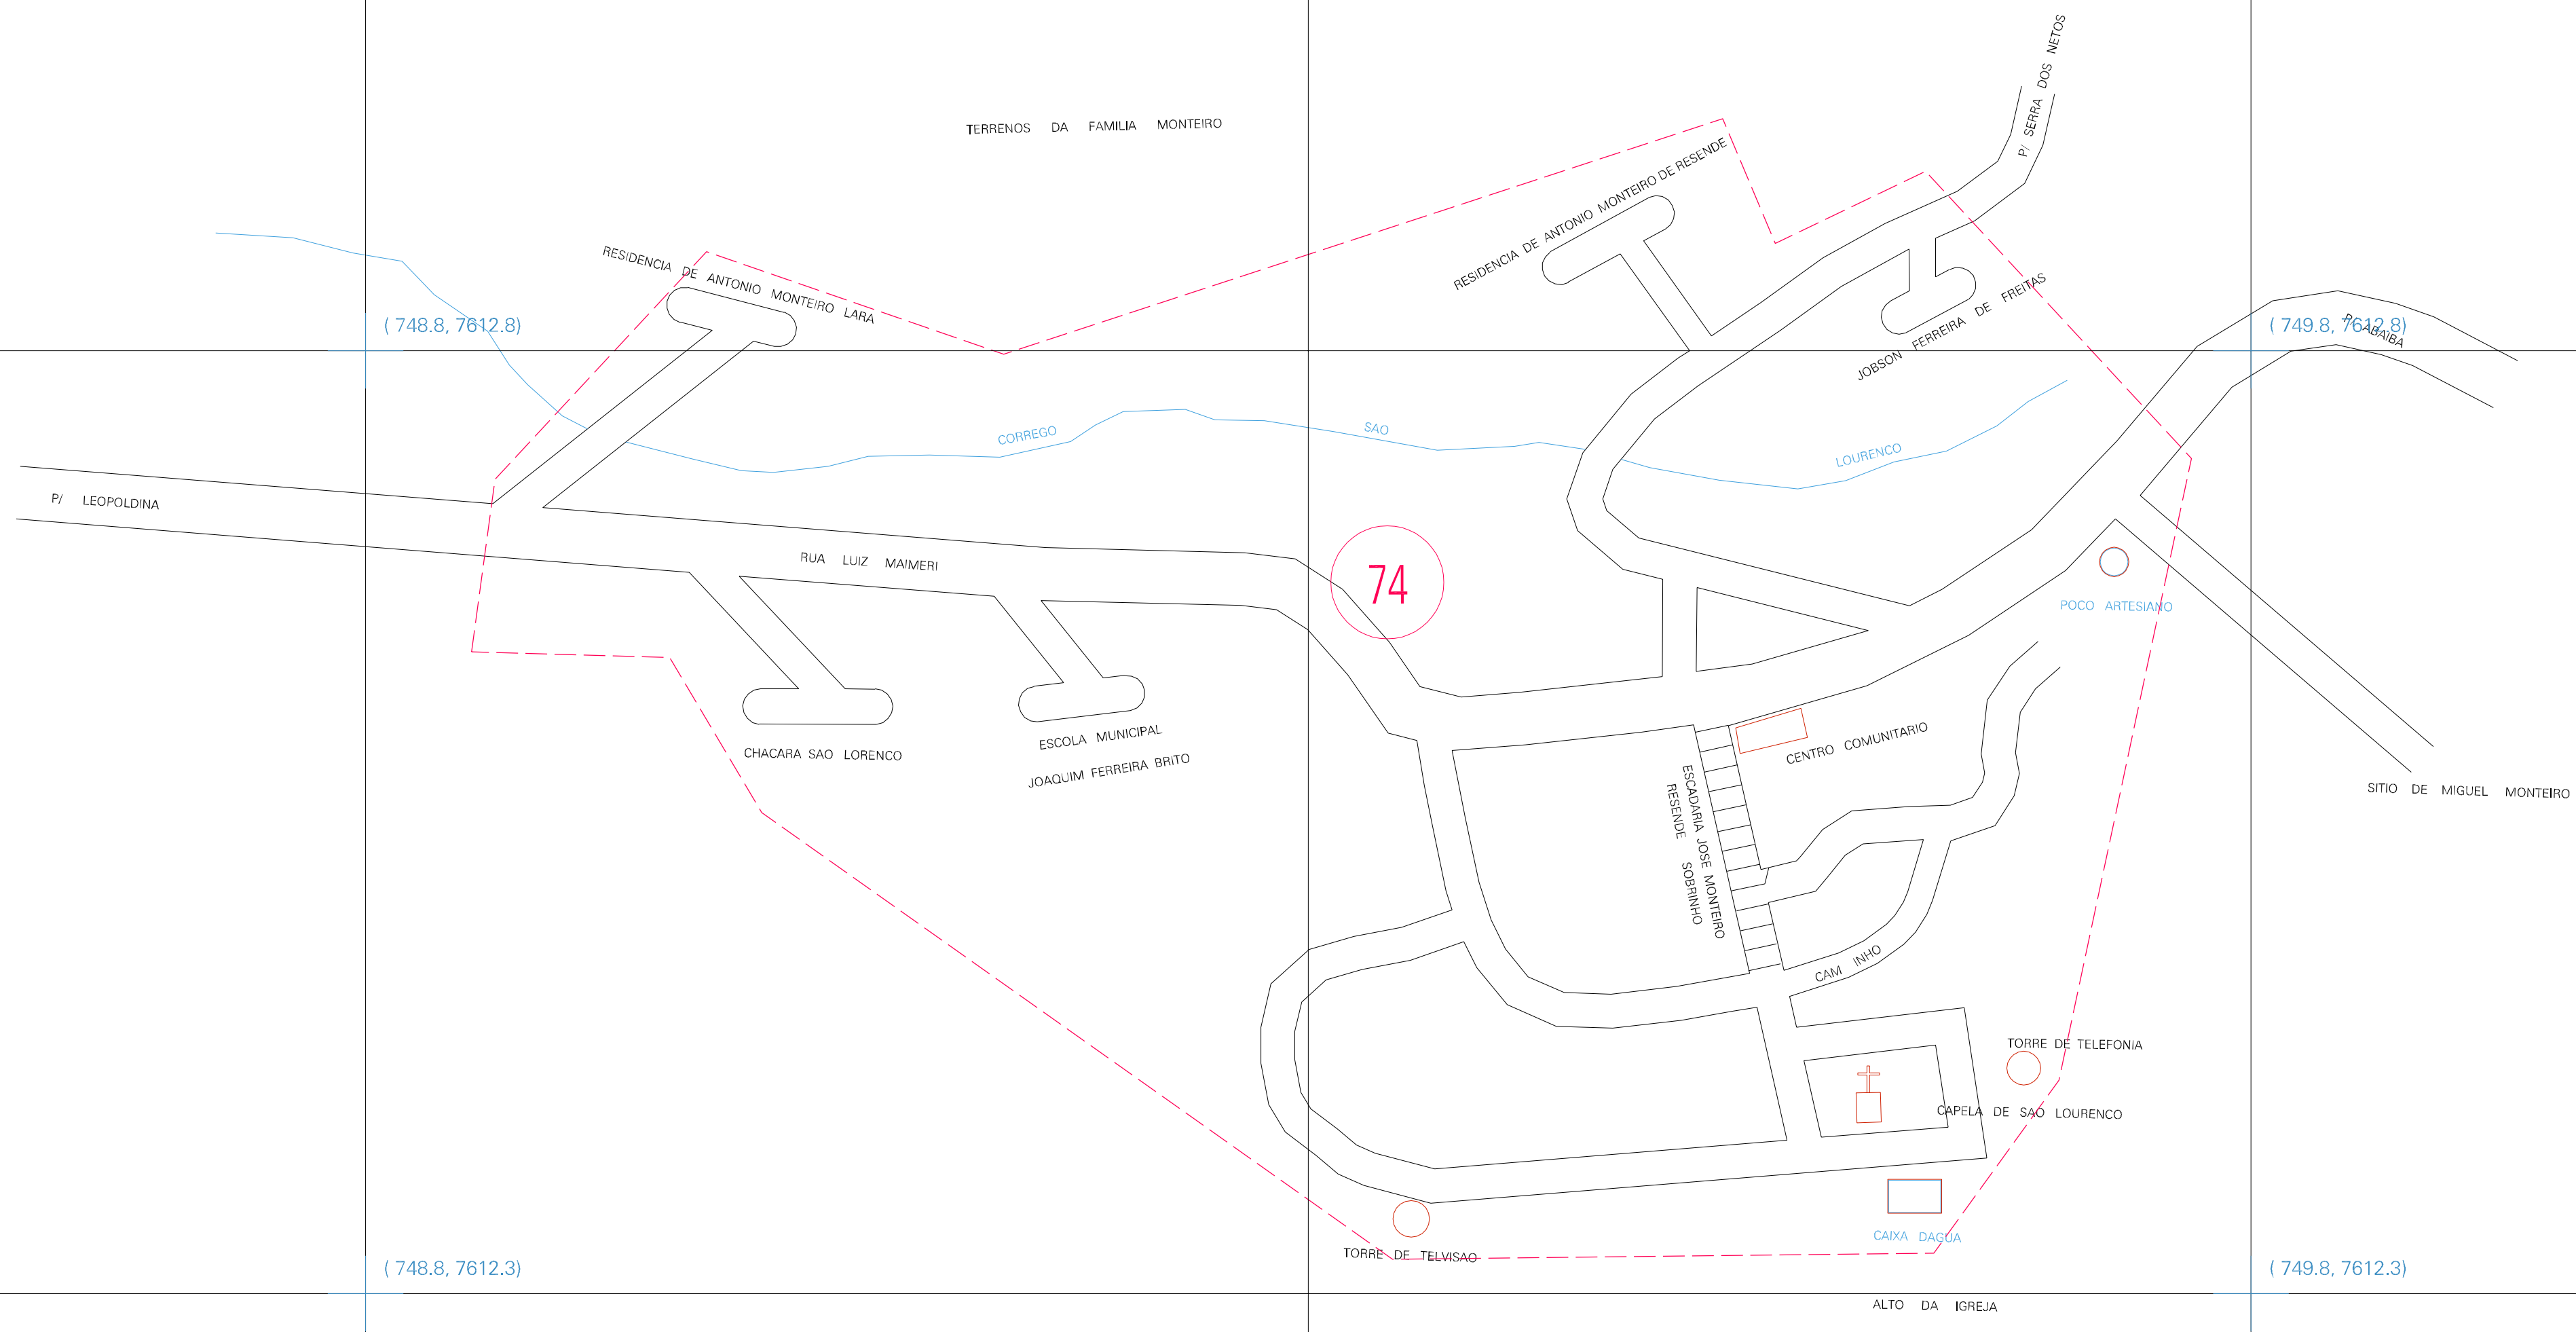 P/ SERRA DOS NETOS
TERRENOS DA FAMILIA MONTEIRO
RESIDENCIA DE ANTONIO MONTEIRO DE RESENDE
RESIDENCIA DE ANTONIO MONTEIRO LARA
JOBSON FERREIRA DE FREITAS
( 748.8, 7612.8)
( 749.8, 7612.8)
P/ ABAIBA
CORREGO SAO LOURENCO
P/ LEOPOLDINA
RUA LUIZ MAIMERI
74
POCO ARTESIANO
CHACARA SAO LORENCO
ESCOLA MUNICIPAL
JOAQUIM FERREIRA BRITO
CENTRO COMUNITARIO
SITIO DE MIGUEL MONTEIRO
ESCADARIA JOSE MONTEIRO
RESENDE SOBRINHO
CAM INHO
TORRE DE TELEFONIA
CAPELA DE SAO LOURENCO
CAIXA DAGUA
TORRE DE TELVISAO
( 748.8, 7612.3)
( 749.8, 7612.3)
ALTO DA IGREJA